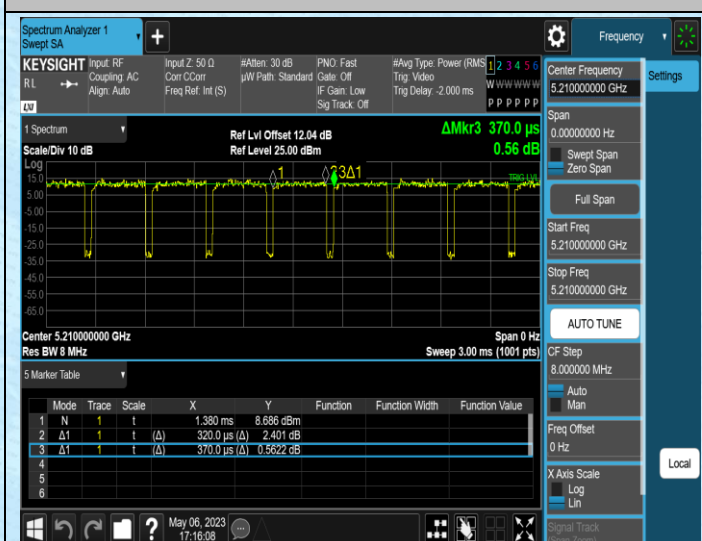 Spectrum Analyzer 1
Swept SA
Frequency
KEYSIGHT
RL
LXI
Input: RF
Coupling: AC
Align: Auto
Input Z: 50 Ω
Corr CCorr
Freq Ref: Int (S)
#Atten: 30 dB
µW Path: Standard
PNO: Fast
Gate: Off
IF Gain: Low
Sig Track: Off
#Avg Type: Power (RMS
Trig: Video
Trig Delay: -2.000 ms
1 2 3 4 5 6
W W W W W W
P P P P P P
Center Frequency
5.210000000 GHz
Settings
Span
0.00000000 Hz
Swept Span
Zero Span
Full Span
Start Freq
5.210000000 GHz
Stop Freq
5.210000000 GHz
AUTO TUNE
CF Step
8.000000 MHz
Auto
Man
Freq Offset
0 Hz
X Axis Scale
Log
Lin
Signal Track
(Span Zoom)
Local
1 Spectrum
Scale/Div 10 dB
Ref Lvl Offset 12.04 dB
Ref Level 25.00 dBm
ΔMkr3 370.0 µs
0.56 dB
Log
15.0
5.00
-5.00
-15.0
-25.0
-35.0
-45.0
-55.0
-65.0
1
3Δ1
TRIG LVL
Center 5.210000000 GHz
Res BW 8 MHz
Span 0 Hz
Sweep 3.00 ms (1001 pts)
5 Marker Table
Mode Trace Scale X Y Function Function Width Function Value
1 N 1 t 1.380 ms 8.686 dBm
2 Δ1 1 t (Δ) 320.0 µs (Δ) 2.401 dB
3 Δ1 1 t (Δ) 370.0 µs (Δ) 0.5622 dB
4
5
6
?
May 06, 2023
17:16:08